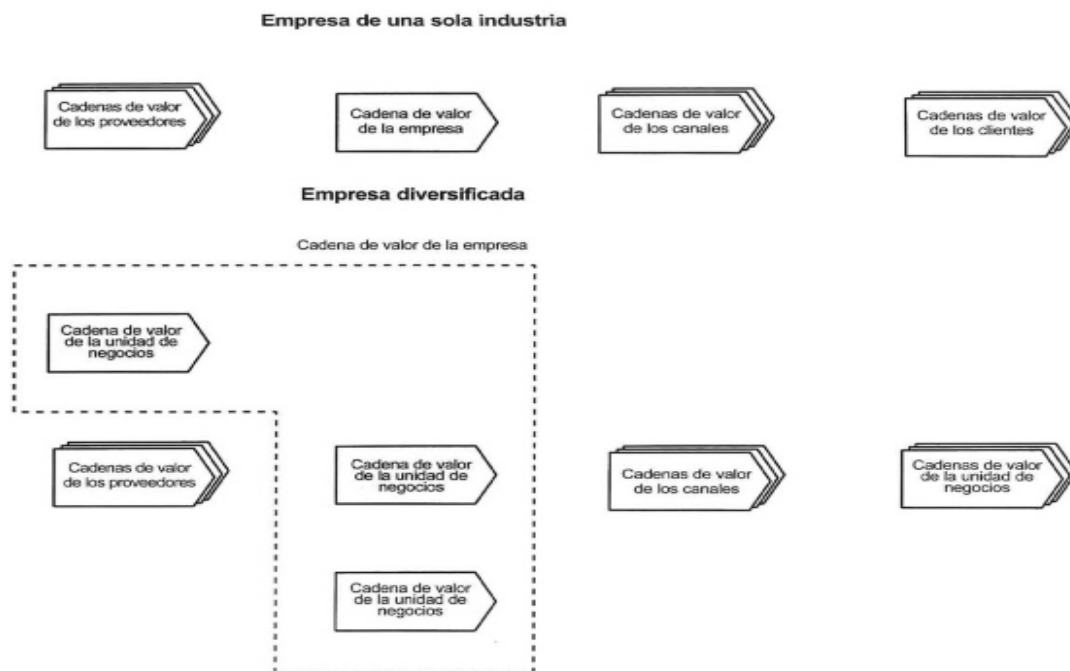 Empresa de una sola industria
Cadenas de valor
de los proveedores
Cadena de valor
de la empresa
Cadenas de valor
de los canales
Cadenas de valor
de los clientes
Empresa diversificada
Cadena de valor de la empresa
Cadena de valor
de la unidad de
negocios
Cadenas de valor
de los proveedores
Cadena de valor
de la unidad de
negocios
Cadenas de valor
de los canales
Cadenas de valor
de la unidad de
negocios
Cadena de valor
de la unidad de
negocios